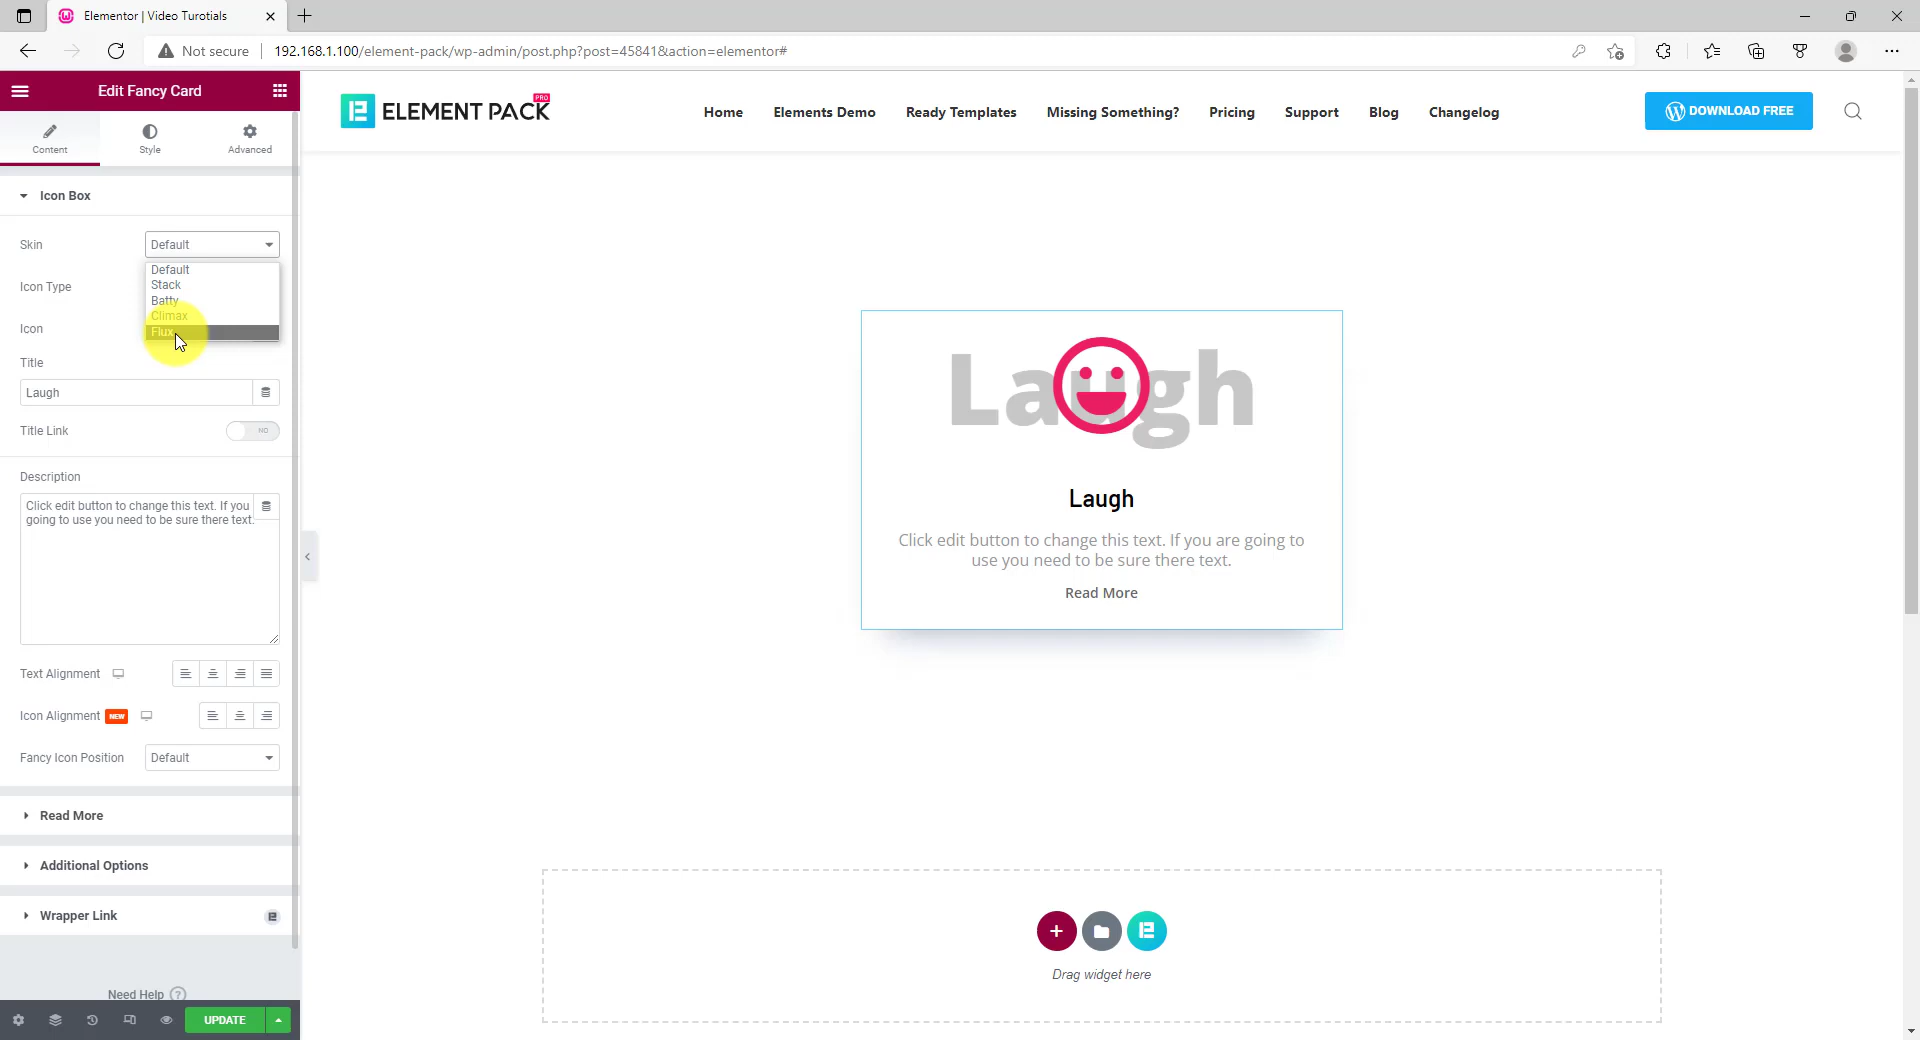 Elementor | Video Turotials
Not secure
192.168.1.100/element-pack/wp-admin/post.php?post=45841&action=elementor#
Edit Fancy Card
Content
Style
Advanced
Icon Box
Skin
Default
Default
Stack
Batty
Climax
Flux
Icon Type
Icon
Title
Laugh
Title Link
NO
Description
Click edit button to change this text. If you
going to use you need to be sure there text.
Text Alignment
Icon Alignment NEW
Fancy Icon Position
Default
Read More
Additional Options
Wrapper Link
Need Help ?
UPDATE
ELEMENT PACK PRO
Home
Elements Demo
Ready Templates
Missing Something?
Pricing
Support
Blog
Changelog
DOWNLOAD FREE
Laugh
Laugh
Click edit button to change this text. If you are going to
use you need to be sure there text.
Read More
Drag widget here